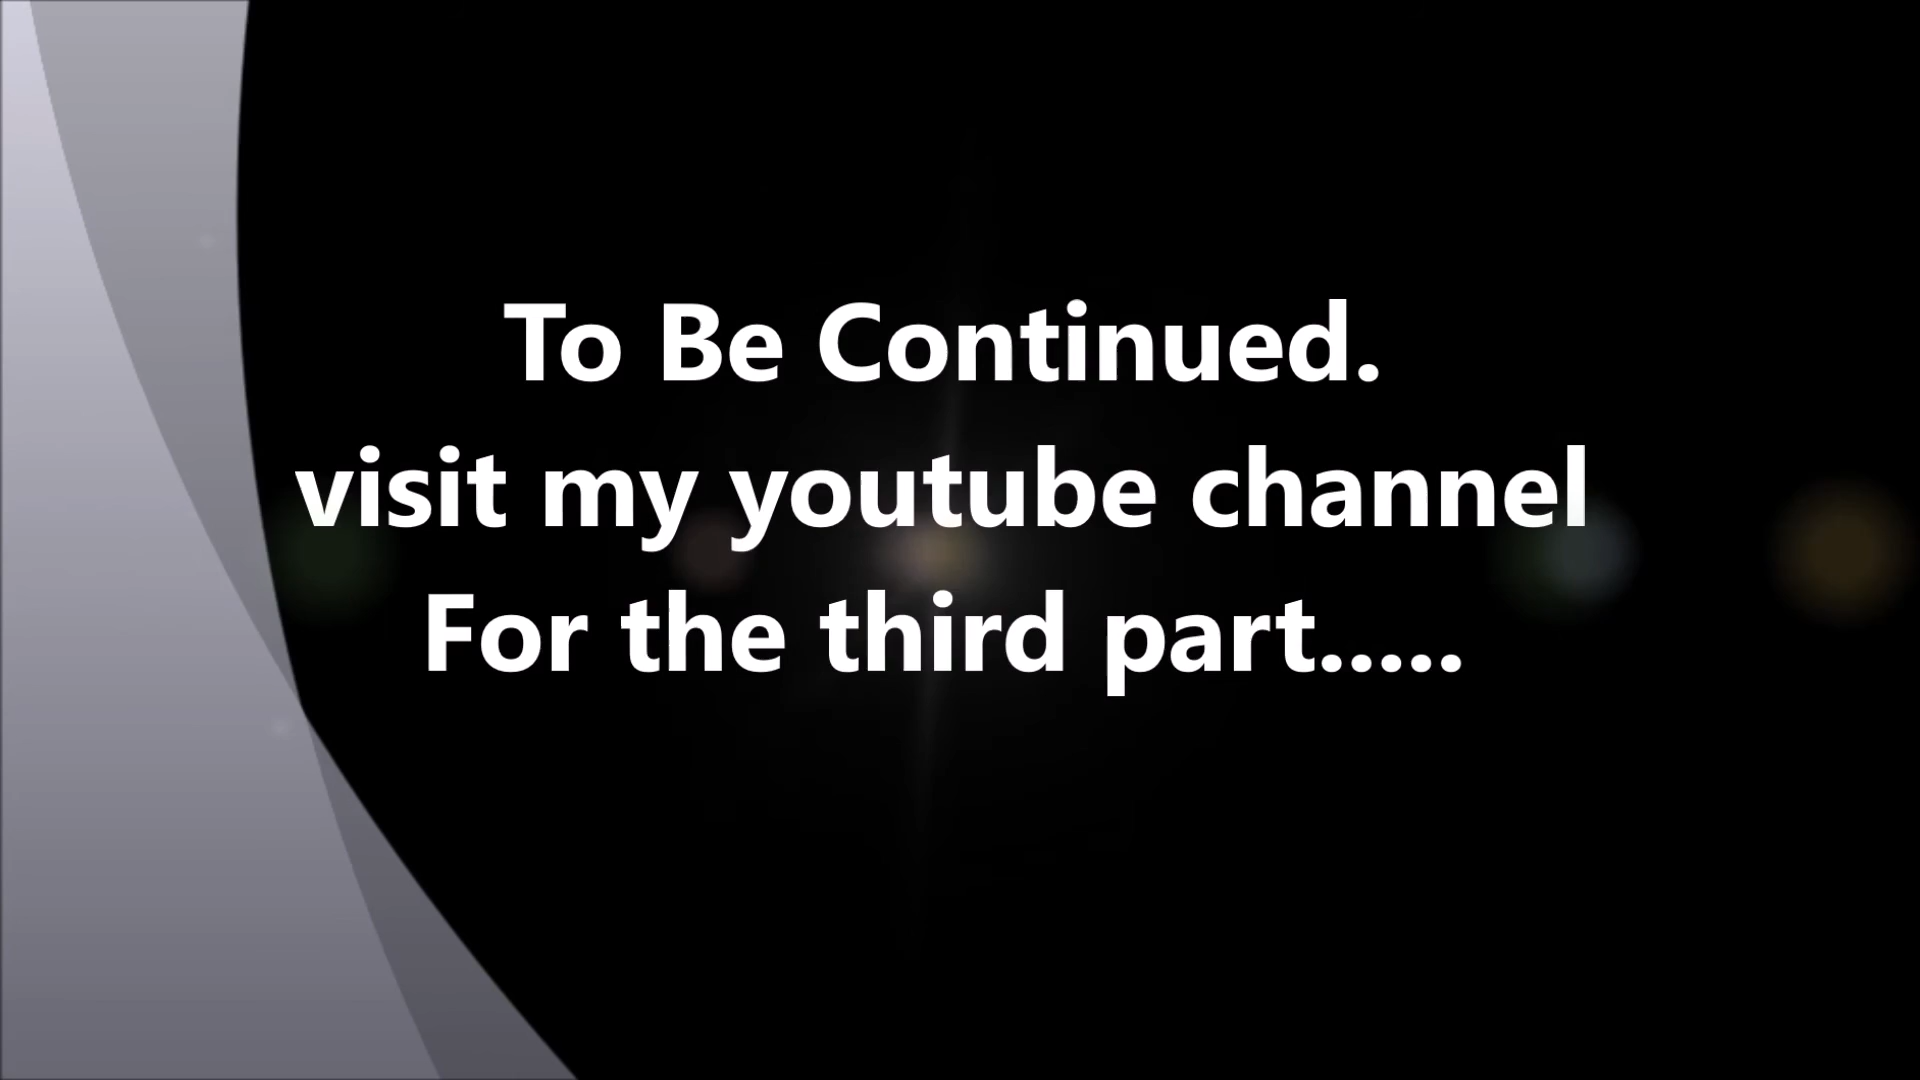 To Be Continued.
visit my youtube channel
For the third part.....